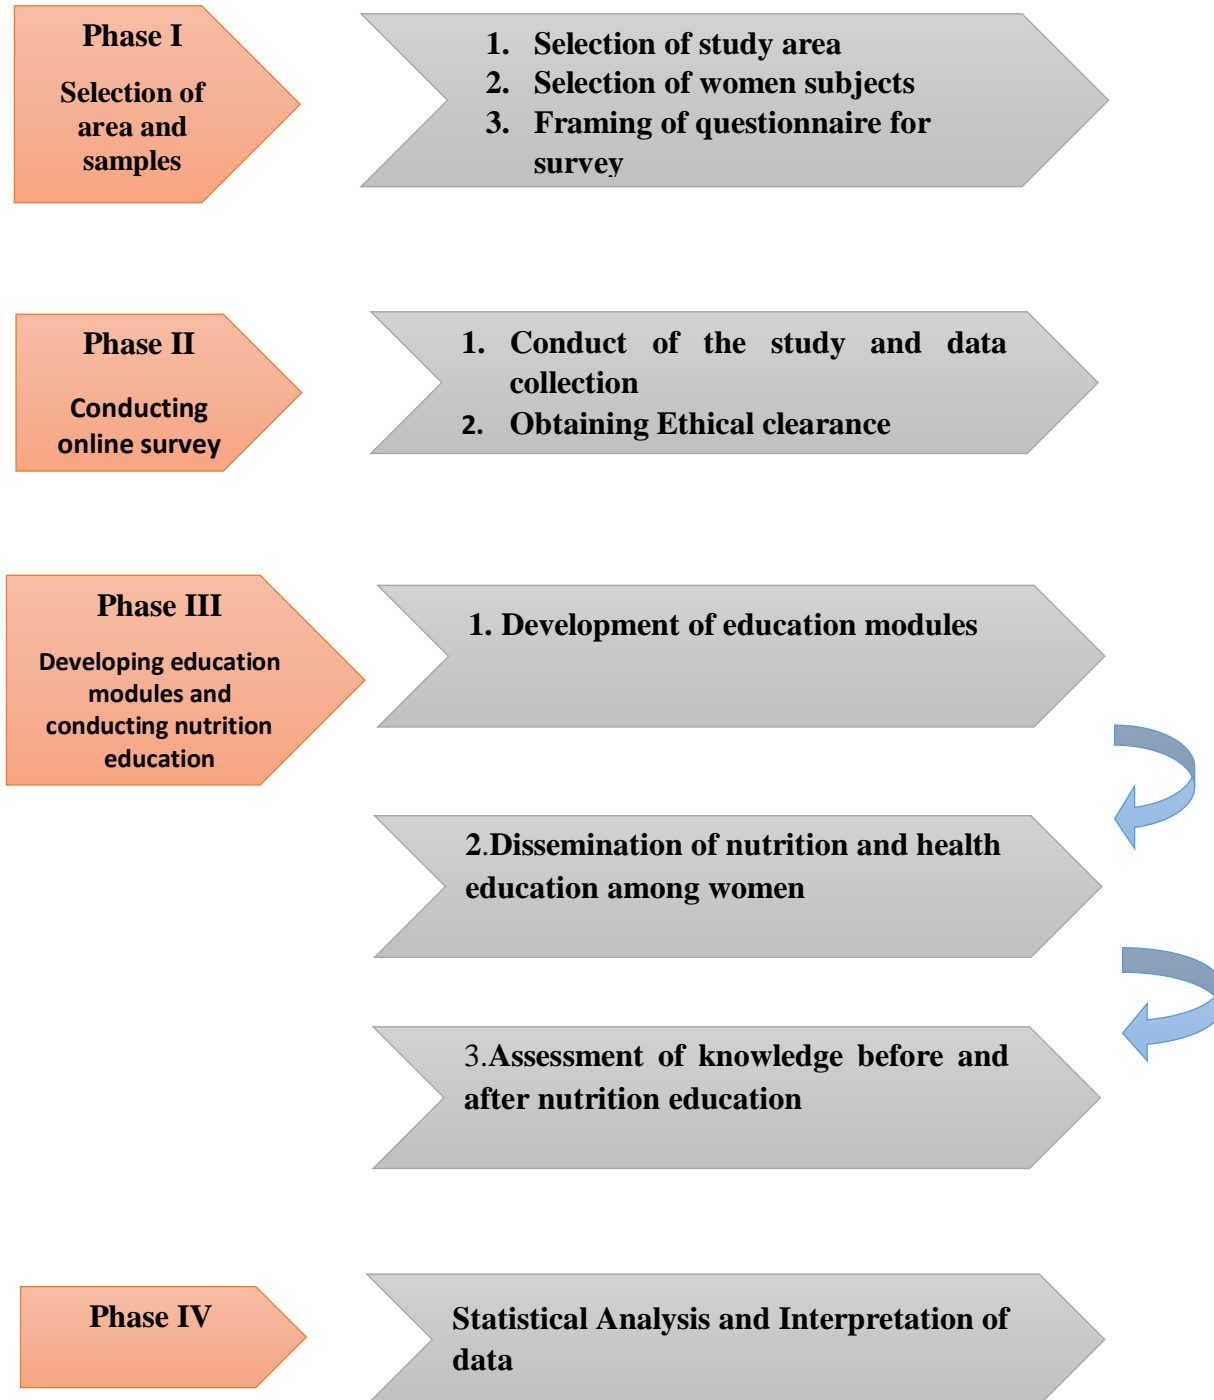 Phase I
Selection of
area and
samples
1. Selection of study area
2. Selection of women subjects
3. Framing of questionnaire for
survey
Phase II
Conducting
online survey
1. Conduct of the study and data
collection
2. Obtaining Ethical clearance
Phase III
Developing education
modules and
conducting nutrition
education
1. Development of education modules
2.Dissemination of nutrition and health
education among women
3.Assessment of knowledge before and
after nutrition education
Phase IV
Statistical Analysis and Interpretation of
data